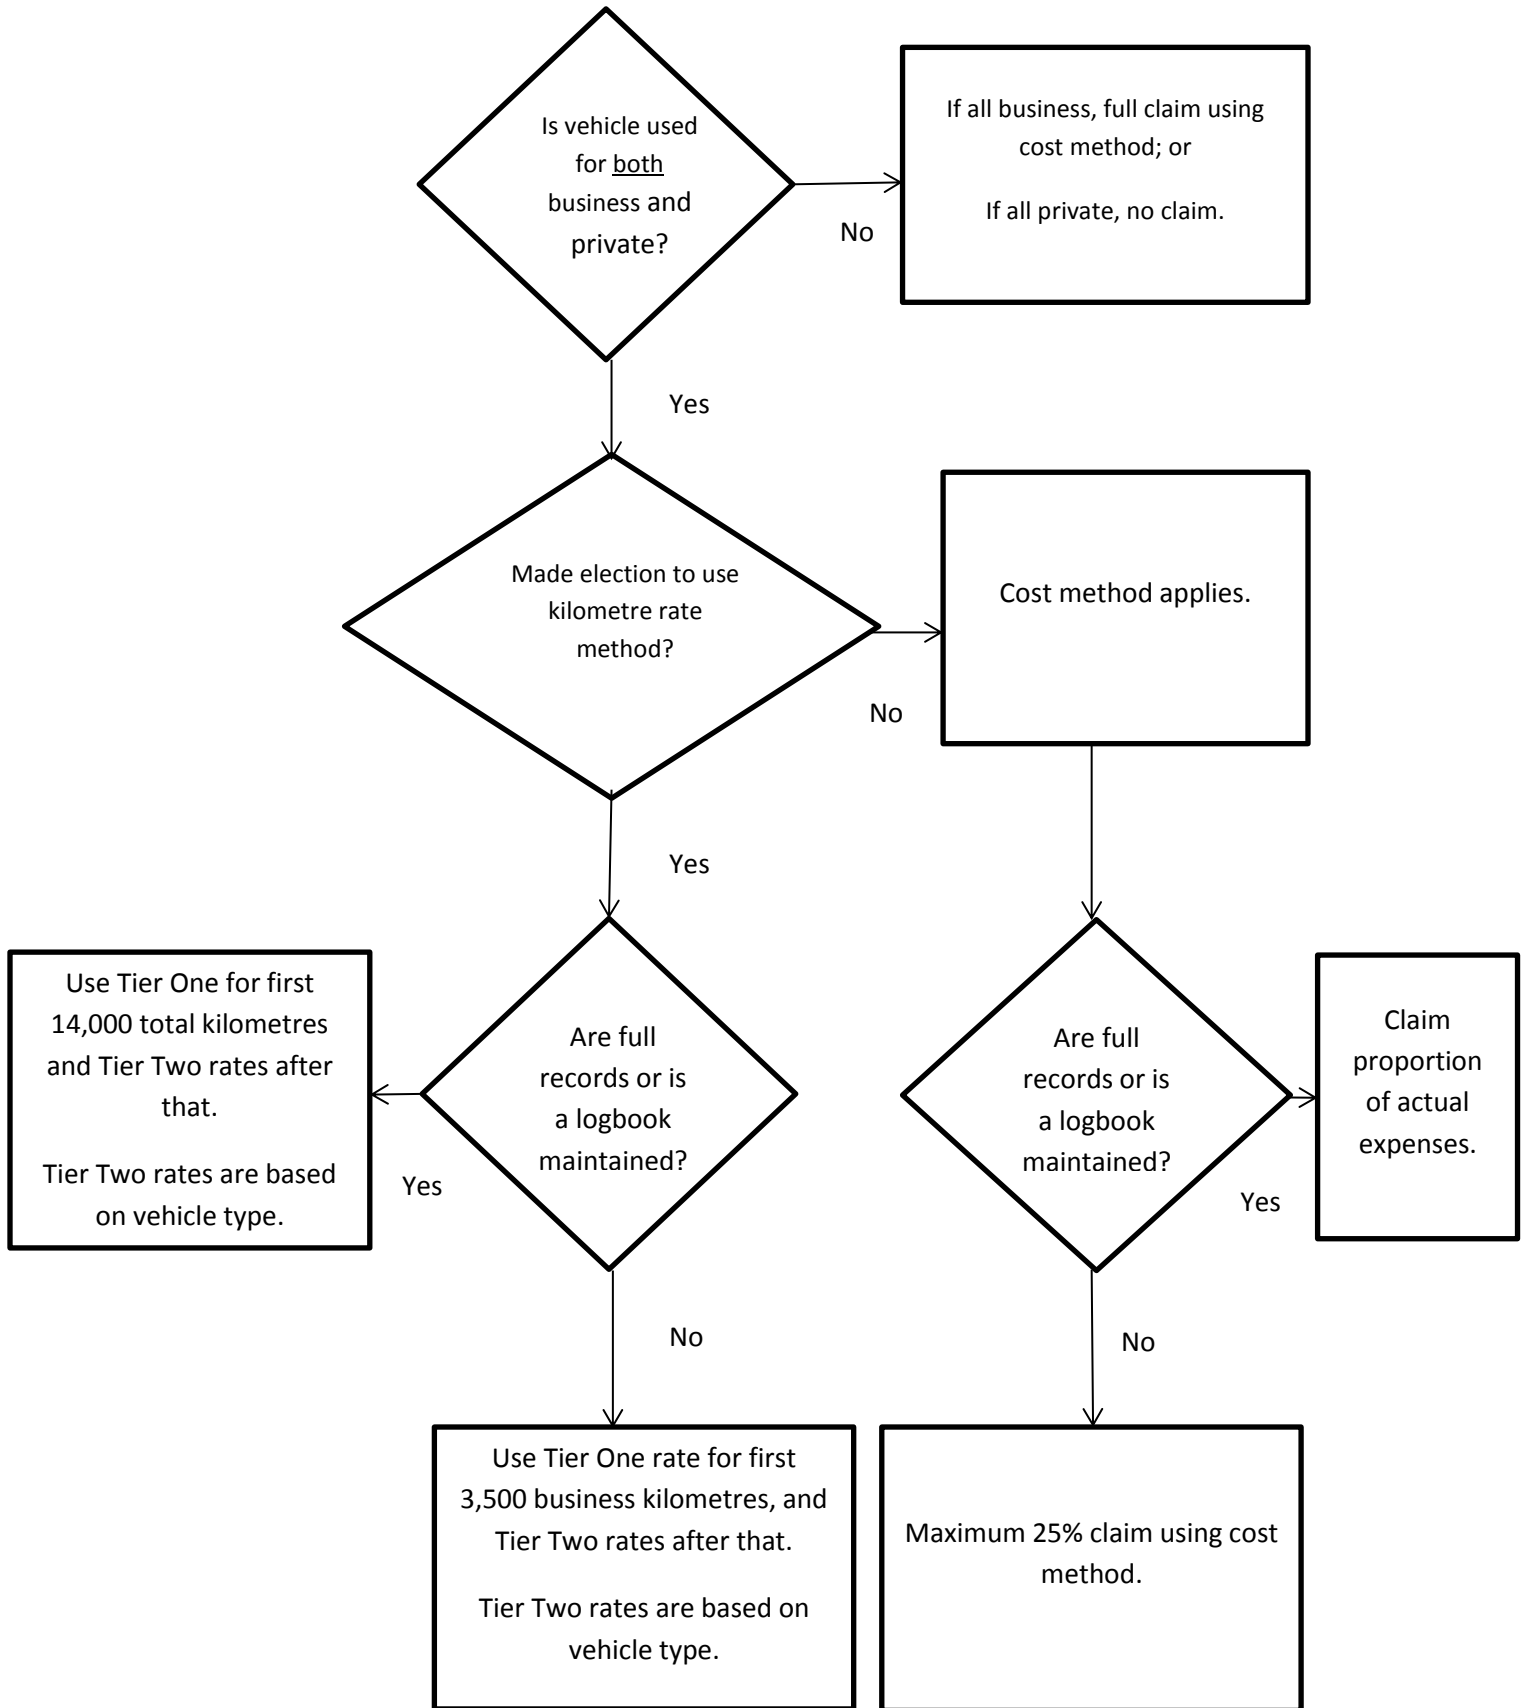 Is vehicle used
for both
business and
private?
If all business, full claim using
cost method; or
If all private, no claim.
No
Yes
Made election to use
kilometre rate
method?
Cost method applies.
No
Yes
Use Tier One for first
14,000 total kilometres
and Tier Two rates after
that.
Tier Two rates are based
on vehicle type.
Are full
records or is
a logbook
maintained?
Yes
Are full
records or is
a logbook
maintained?
Yes
Claim
proportion
of actual
expenses.
No
No
Use Tier One rate for first
3,500 business kilometres, and
Tier Two rates after that.
Tier Two rates are based on
vehicle type.
Maximum 25% claim using cost
method.